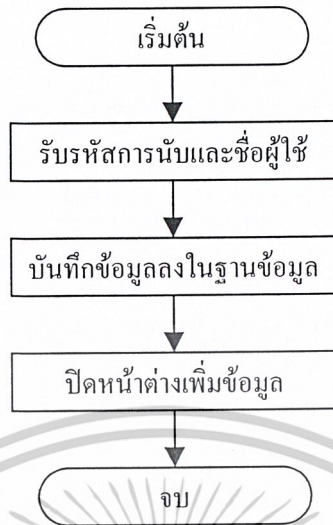 เริ่มต้น
รับรหัสการนับและชื่อผู้ใช้
บันทึกข้อมูลลงในฐานข้อมูล
ปิดหน้าต่างเพิ่มข้อมูล
จบ